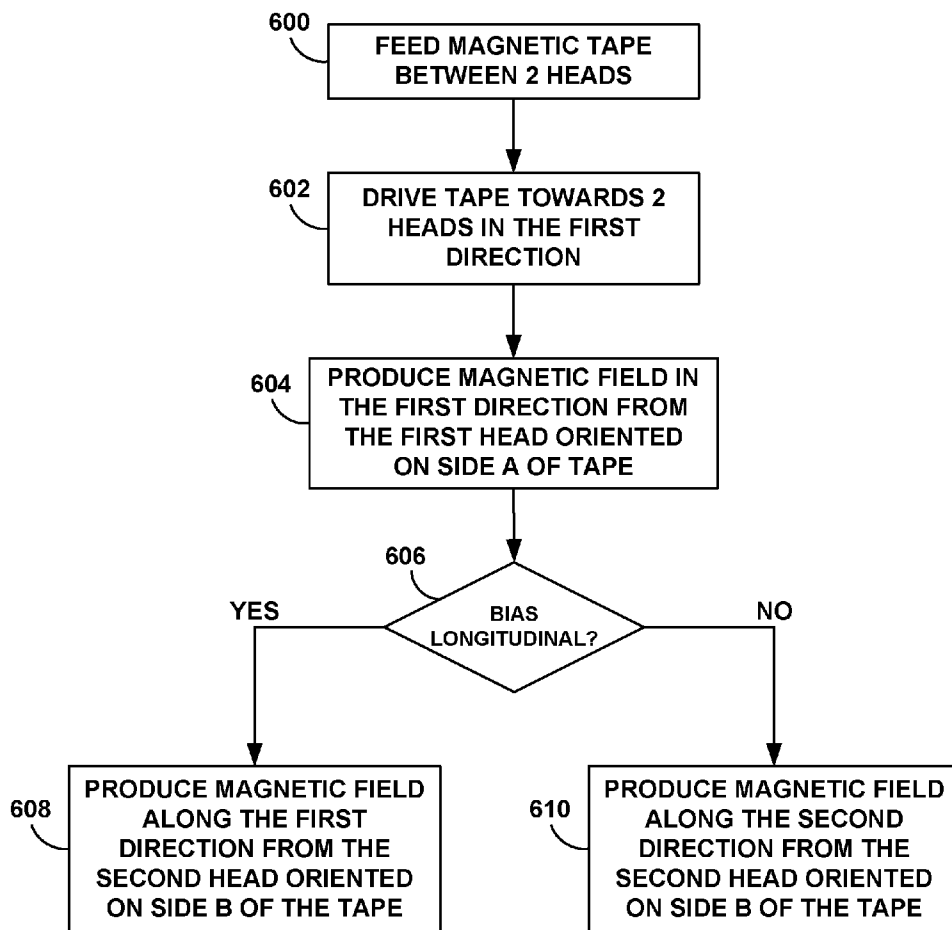 600
FEED MAGNETIC TAPE
BETWEEN 2 HEADS
602
DRIVE TAPE TOWARDS 2
HEADS IN THE FIRST
DIRECTION
604
PRODUCE MAGNETIC FIELD IN
THE FIRST DIRECTION FROM
THE FIRST HEAD ORIENTED
ON SIDE A OF TAPE
606
YES
BIAS
LONGITUDINAL?
NO
608
PRODUCE MAGNETIC FIELD
ALONG THE FIRST
DIRECTION FROM THE
SECOND HEAD ORIENTED
ON SIDE B OF THE TAPE
610
PRODUCE MAGNETIC FIELD
ALONG THE SECOND
DIRECTION FROM THE
SECOND HEAD ORIENTED
ON SIDE B OF THE TAPE